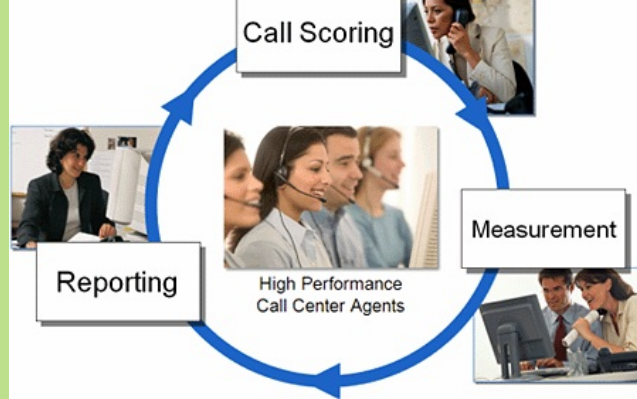 Call Scoring
Measurement
Reporting
High Performance
Call Center Agents